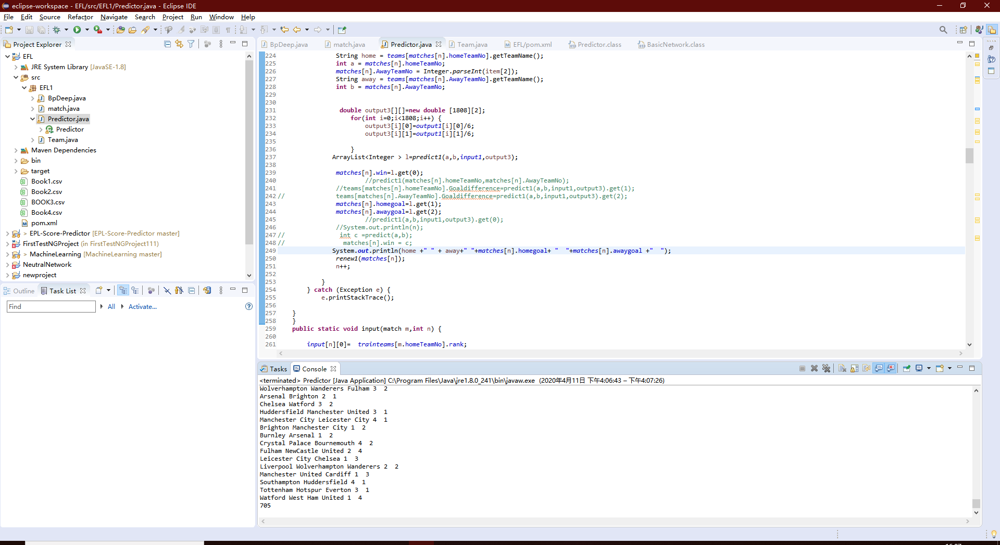 eclipse-workspace - EFL/src/EFL1/Predictor.java - Eclipse IDE
File Edit Source Refactor Navigate Search Project Run Window Help
Project Explorer
EFL
JRE System Library [JavaSE-1.8]
src
EFL1
BpDeep.java
match.java
Predictor.java
Predictor
Team.java
Maven Dependencies
bin
target
Book1.csv
Book2.csv
BOOK3.csv
Book4.csv
pom.xml
> EPL-Score-Predictor [EPL-Score-Predictor master]
FirstTestNGProject (in FirstTestNGProject111)
> MachineLearning [MachineLearning master]
NeutralNetwork
newproject
Outline Task List
Find All Activate...
BpDeep.java match.java Predictor.java Team.java EFL/pom.xml Predictor.class BasicNetwork.class
224 String home = teams[matches[n].homeTeamNo].getTeamName();
225 int a = matches[n].homeTeamNo;
226 matches[n].AwayTeamNo = Integer.parseInt(item[2]);
227 String away = teams[matches[n].AwayTeamNo].getTeamName();
228 int b = matches[n].AwayTeamNo;
229
230
231 double output3[][]=new double [1808][2];
232 for(int i=0;i<1808;i++) {
233 output3[i][0]=output1[i][0]/6;
234 output3[i][1]=output1[i][1]/6;
235
236 }
237 ArrayList<Integer > l=predict1(a,b,input1,output3);
238
239 matches[n].win=l.get(0);
240 //predict1(matches[n].homeTeamNo,matches[n].AwayTeamNo);
241 //teams[matches[n].homeTeamNo].Goaldifference=predict1(a,b,input1,output3).get(1);
242 // teams[matches[n].AwayTeamNo].Goaldifference=predict1(a,b,input1,output3).get(2);
243 matches[n].homegoal=l.get(1);
244 matches[n].awaygoal=l.get(2);
245 //predict1(a,b,input1,output3).get(0);
246 //System.out.println(n);
247 // int c =predict(a,b);
248 // matches[n].win = c;
249 System.out.println(home +" " + away+" "+matches[n].homegoal+ "  "+matches[n].awaygoal +"  ");
250 renew1(matches[n]);
251 n++;
252
253 }
254 } catch (Exception e) {
255 e.printStackTrace();
256
257 }
258 }
259 public static void input(match m,int n) {
260
261 input[n][0]=  trainteams[m.homeTeamNo].rank;
Tasks Console
<terminated> Predictor [Java Application] C:\Program Files\Java\jre1.8.0_241\bin\javaw.exe (2020年4月11日 下午4:06:43 – 下午4:07:26)
Wolverhampton Wanderers Fulham 3  2
Arsenal Brighton 2  1
Chelsea Watford 3  2
Huddersfield Manchester United 3  1
Manchester City Leicester City 4  1
Brighton Manchester City 1  2
Burnley Arsenal 1  2
Crystal Palace Bournemouth 4  2
Fulham NewCastle United 2  4
Leicester City Chelsea 1  3
Liverpool Wolverhampton Wanderers 2  2
Manchester United Cardiff 1  3
Southampton Huddersfield 4  1
Tottenham Hotspur Everton 3  1
Watford West Ham United 1  4
705